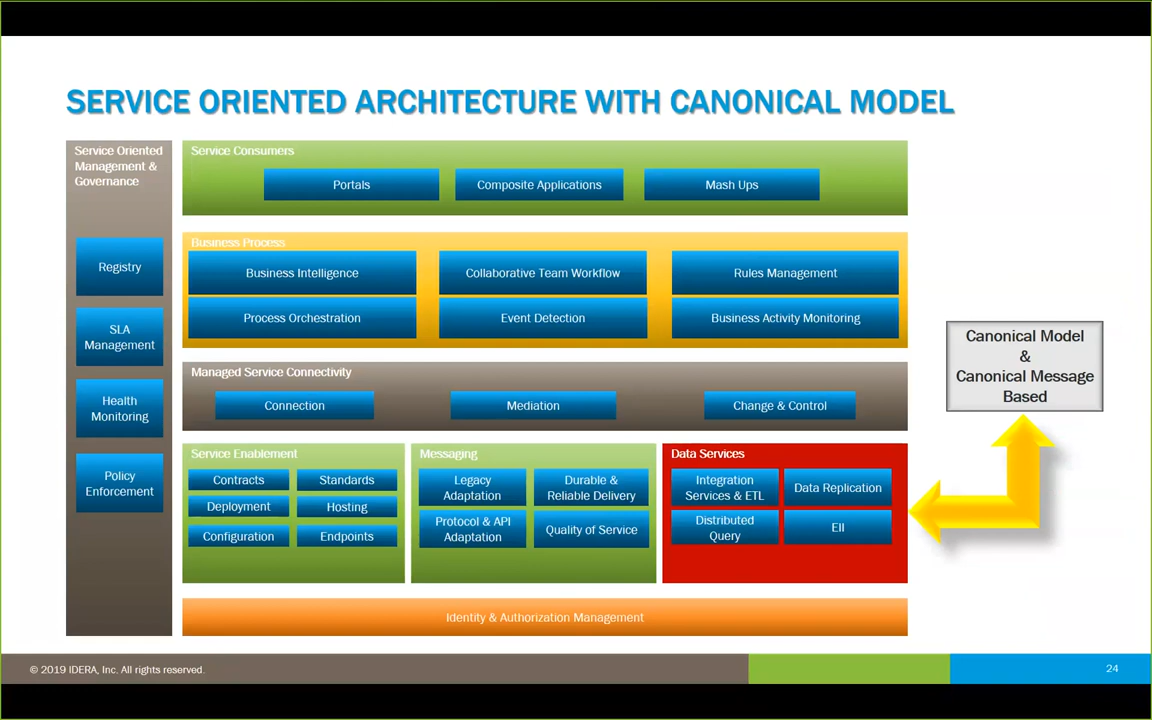 SERVICE ORIENTED ARCHITECTURE WITH CANONICAL MODEL
Service Oriented
Management &
Governance
Registry
SLA
Management
Health
Monitoring
Policy
Enforcement
Service Consumers
Portals
Composite Applications
Mash Ups
Business Process
Business Intelligence
Collaborative Team Workflow
Rules Management
Process Orchestration
Event Detection
Business Activity Monitoring
Managed Service Connectivity
Connection
Mediation
Change & Control
Service Enablement
Contracts
Standards
Deployment
Hosting
Configuration
Endpoints
Messaging
Legacy
Adaptation
Durable &
Reliable Delivery
Protocol & API
Adaptation
Quality of Service
Data Services
Integration
Services & ETL
Data Replication
Distributed
Query
EII
Identity & Authorization Management
Canonical Model
&
Canonical Message
Based
© 2019 IDERA, Inc. All rights reserved.
24